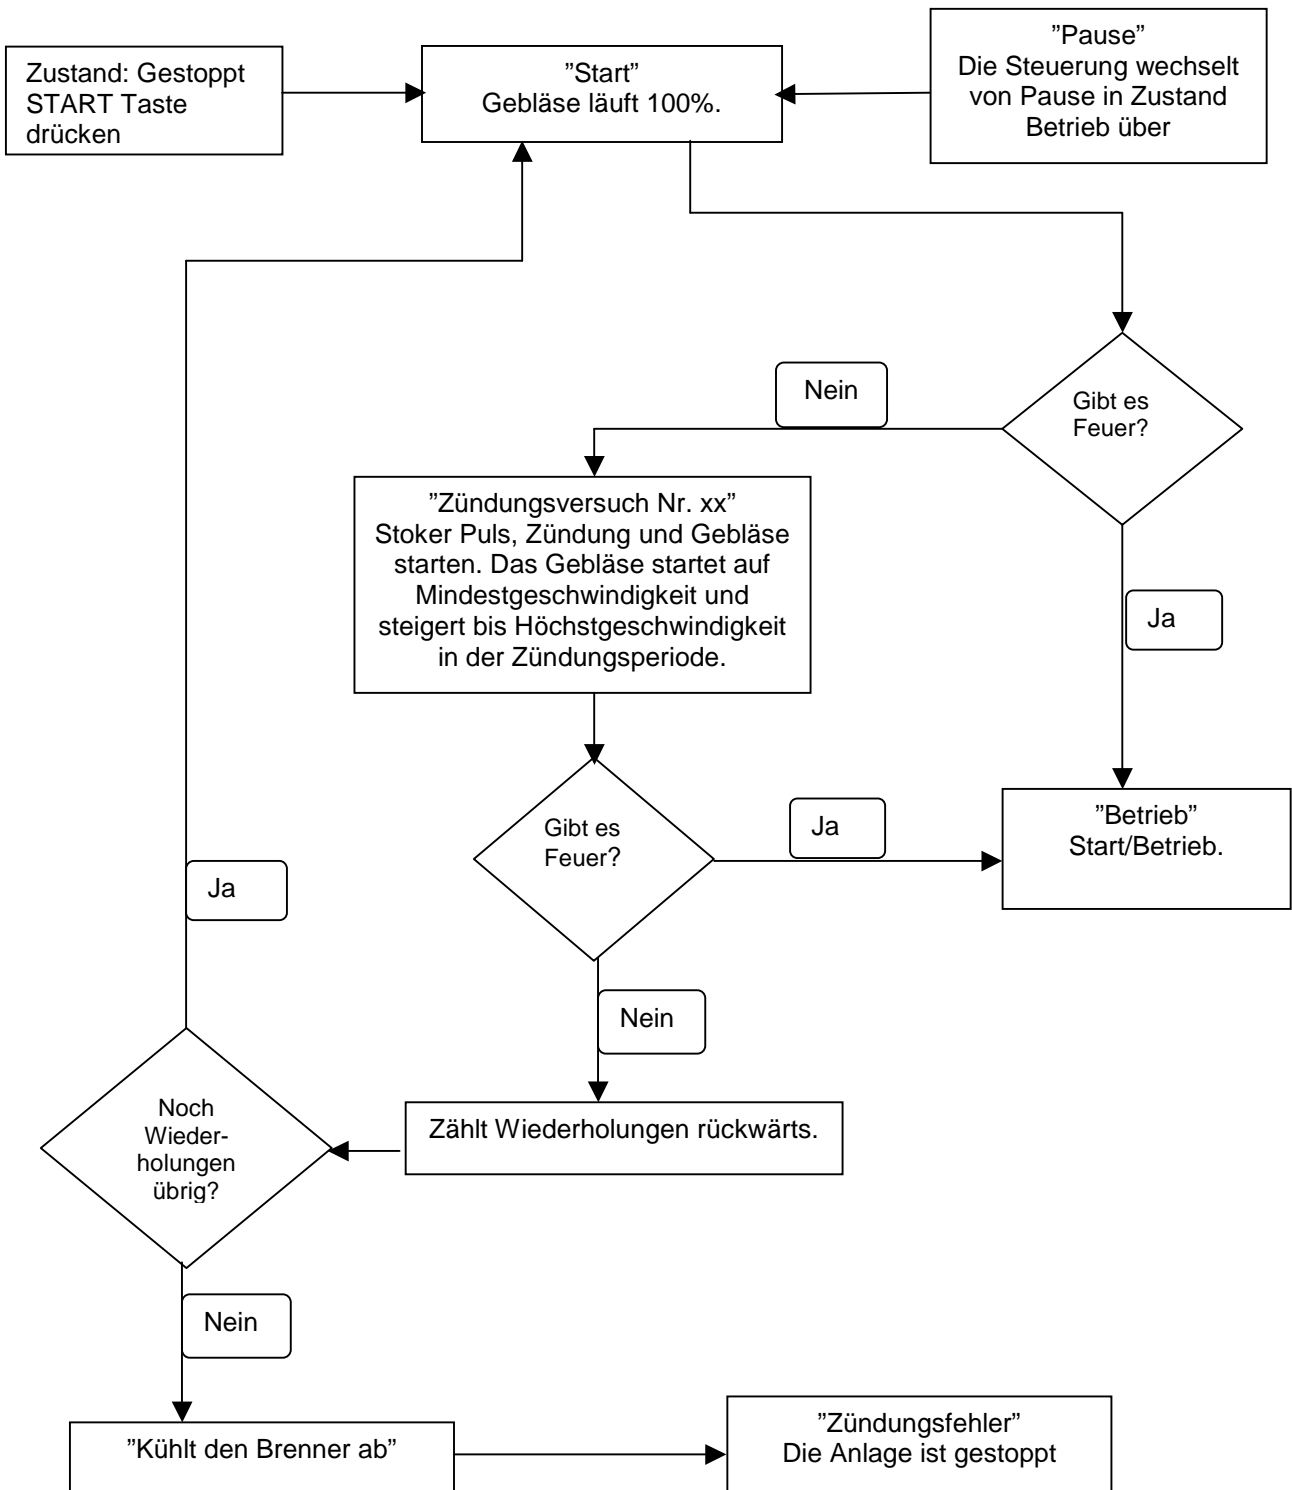 Zustand: Gestoppt
START Taste
drücken
”Start”
Gebläse läuft 100%.
”Pause”
Die Steuerung wechselt
von Pause in Zustand
Betrieb über
Gibt es
Feuer?
Nein
”Zündungsversuch Nr. xx”
Stoker Puls, Zündung und Gebläse
starten. Das Gebläse startet auf
Mindestgeschwindigkeit und
steigert bis Höchstgeschwindigkeit
in der Zündungsperiode.
Ja
”Betrieb”
Start/Betrieb.
Gibt es
Feuer?
Ja
Ja
Nein
Zählt Wiederholungen rückwärts.
Noch
Wieder-
holungen
übrig?
Nein
”Kühlt den Brenner ab”
”Zündungsfehler”
Die Anlage ist gestoppt